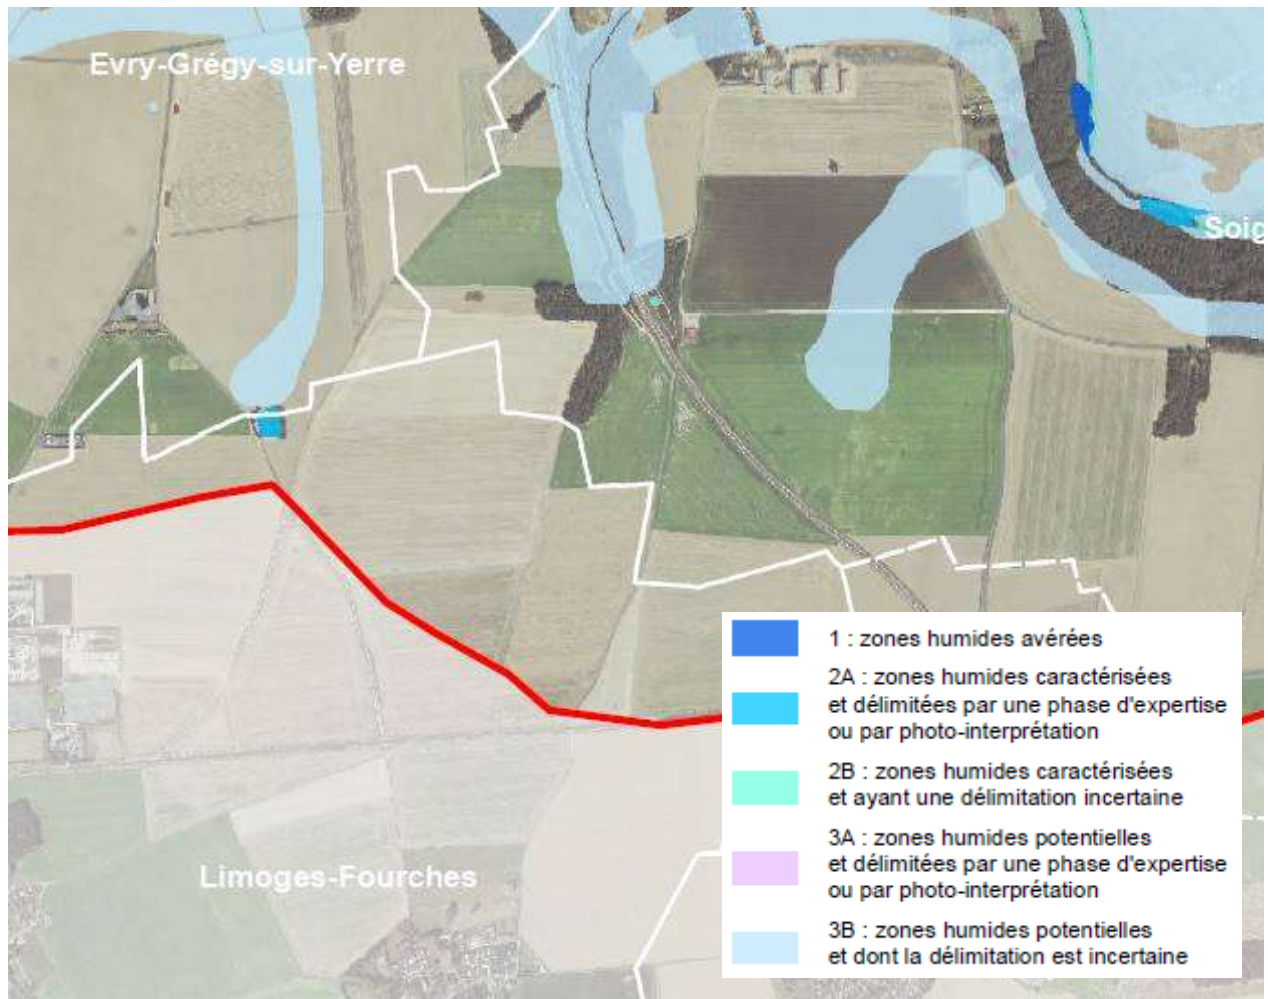 Evry-Grégy-sur-Yerre
Soig
1 : zones humides avérées
2A : zones humides caractérisées
et délimitées par une phase d'expertise
ou par photo-interprétation
2B : zones humides caractérisées
et ayant une délimitation incertaine
3A : zones humides potentielles
et délimitées par une phase d'expertise
ou par photo-interprétation
Limoges-Fourches
3B : zones humides potentielles
et dont la délimitation est incertaine